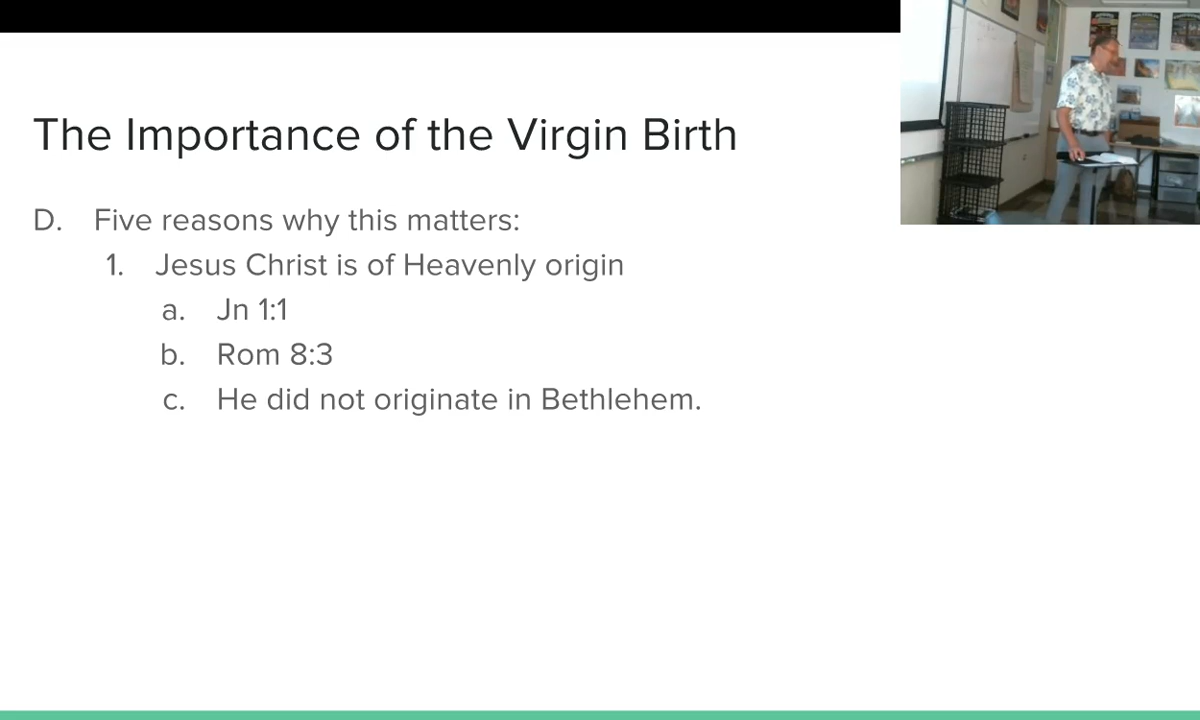 The Importance of the Virgin Birth
D. Five reasons why this matters:
1. Jesus Christ is of Heavenly origin
a. Jn 1:1
b. Rom 8:3
c. He did not originate in Bethlehem.